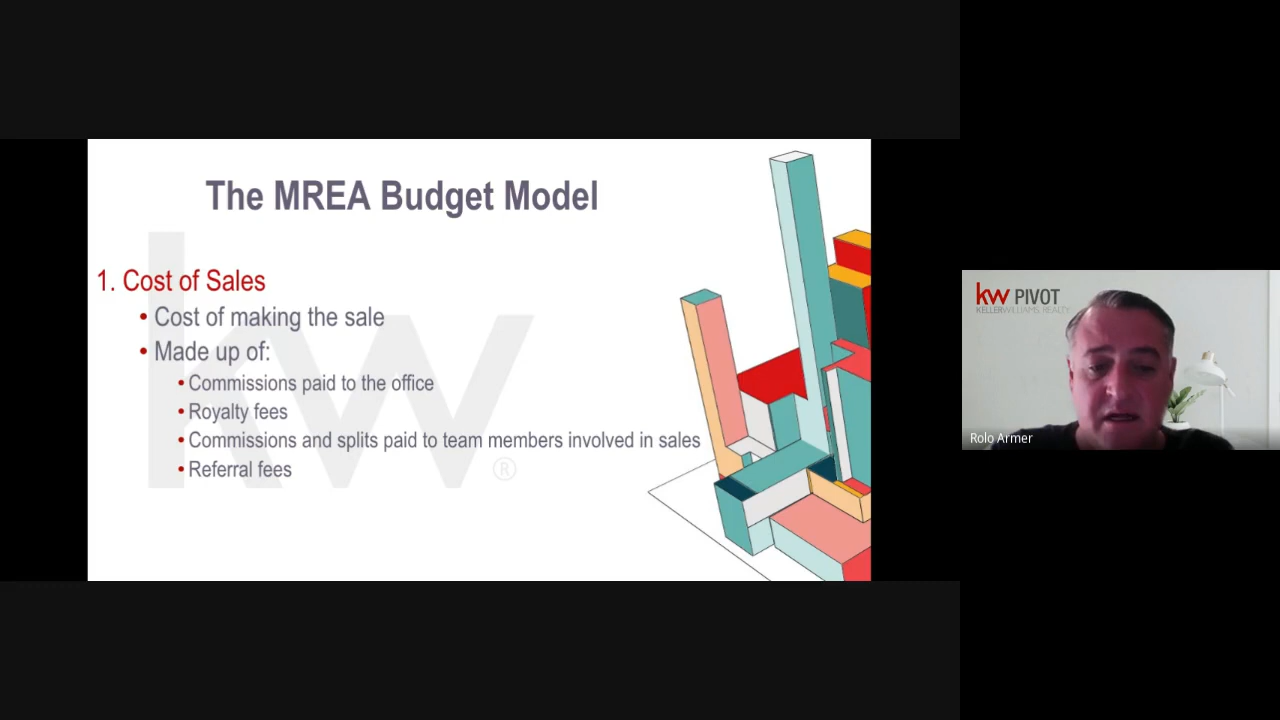 The MREA Budget Model
1. Cost of Sales
• Cost of making the sale
• Made up of:
• Commissions paid to the office
• Royalty fees
• Commissions and splits paid to team members involved in sales
• Referral fees
kw
®
kw PIVOT
KELLERWILLIAMS. REALTY
Rolo Armer